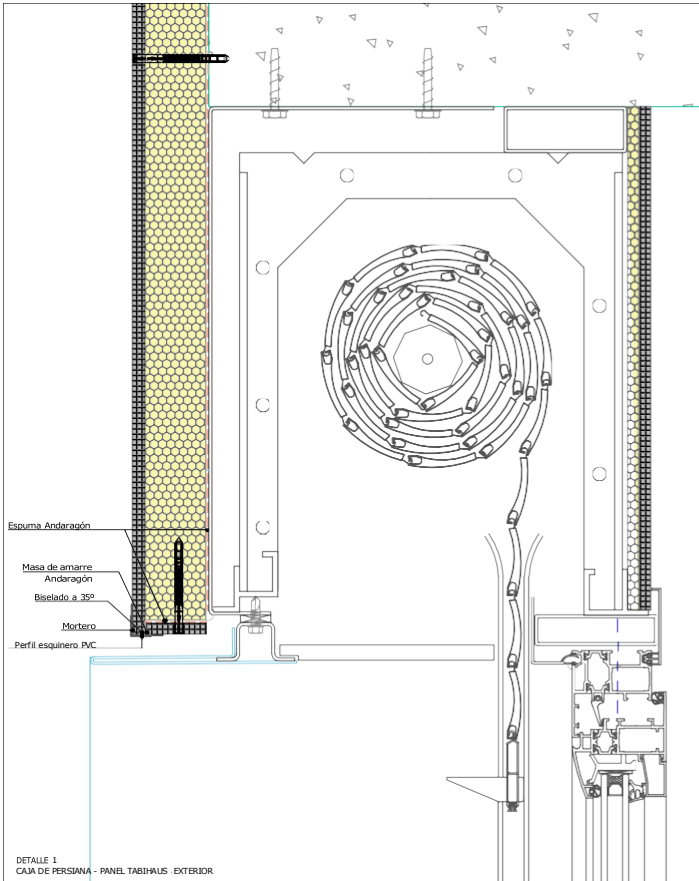 Espuma Andaragón
Masa de amarre
Andaragón
Biselado a 35º
Mortero
Perfil esquinero PVC
DETALLE 1
CAJA DE PERSIANA - PANEL TABIHAUS EXTERIOR